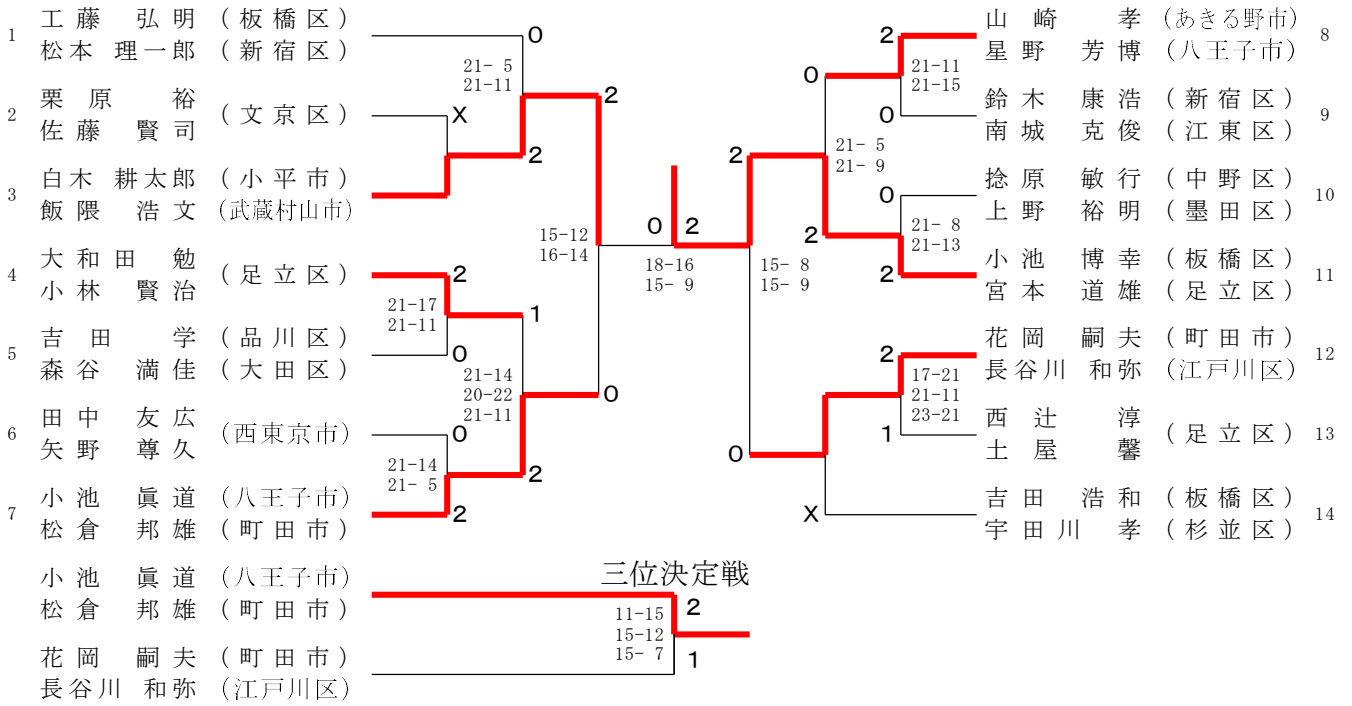 1
工藤 弘明 (板橋区)
松本 理一郎 (新宿区)
2
栗原 裕
佐藤 賢司
(文京区)
3
白木 耕太郎 (小平市)
飯隈 浩文 (武蔵村山市)
4
大和田 勉
小林 賢治
(足立区)
5
吉田 学 (品川区)
森谷 満佳 (大田区)
6
田中 友広
矢野 尊久
(西東京市)
7
小池 眞道 (八王子市)
松倉 邦雄 (町田市)
0
21- 5
21-11
X
2
2
2
21-17
21-11
0
1
21-14
20-22
21-11
0
21-14
21- 5
2
2
0
15-12
16-14
0
2
18-16
15- 9
2
15- 8
15- 9
0
0
21- 5
21- 9
2
2
21-11
21-15
0
0
21- 8
21-13
2
2
17-21
21-11
23-21
1
X
山崎 孝 (あきる野市)
星野 芳博 (八王子市)
8
鈴木 康浩 (新宿区)
南城 克俊 (江東区)
9
捻原 敏行 (中野区)
上野 裕明 (墨田区)
10
小池 博幸 (板橋区)
宮本 道雄 (足立区)
11
花岡 嗣夫 (町田市)
長谷川 和弥 (江戸川区)
12
西辻 淳
土屋 馨
(足立区)
13
吉田 浩和 (板橋区)
宇田川 孝 (杉並区)
14
三位決定戦
小池 眞道 (八王子市)
松倉 邦雄 (町田市)
花岡 嗣夫 (町田市)
長谷川 和弥 (江戸川区)
2
11-15
15-12
15- 7
1